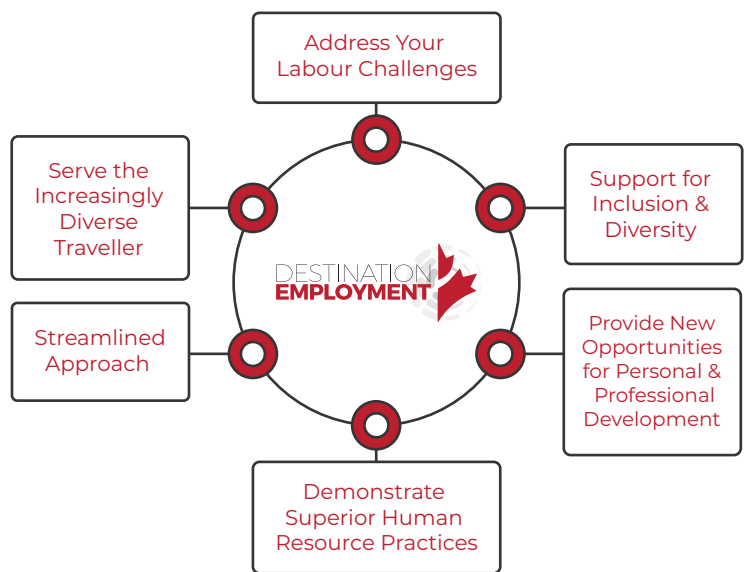 Address Your
Labour Challenges
Serve the
Increasingly
Diverse
Traveller
Support for
Inclusion &
Diversity
DESTINATION
EMPLOYMENT
Streamlined
Approach
Provide New
Opportunities
for Personal &
Professional
Development
Demonstrate
Superior Human
Resource Practices